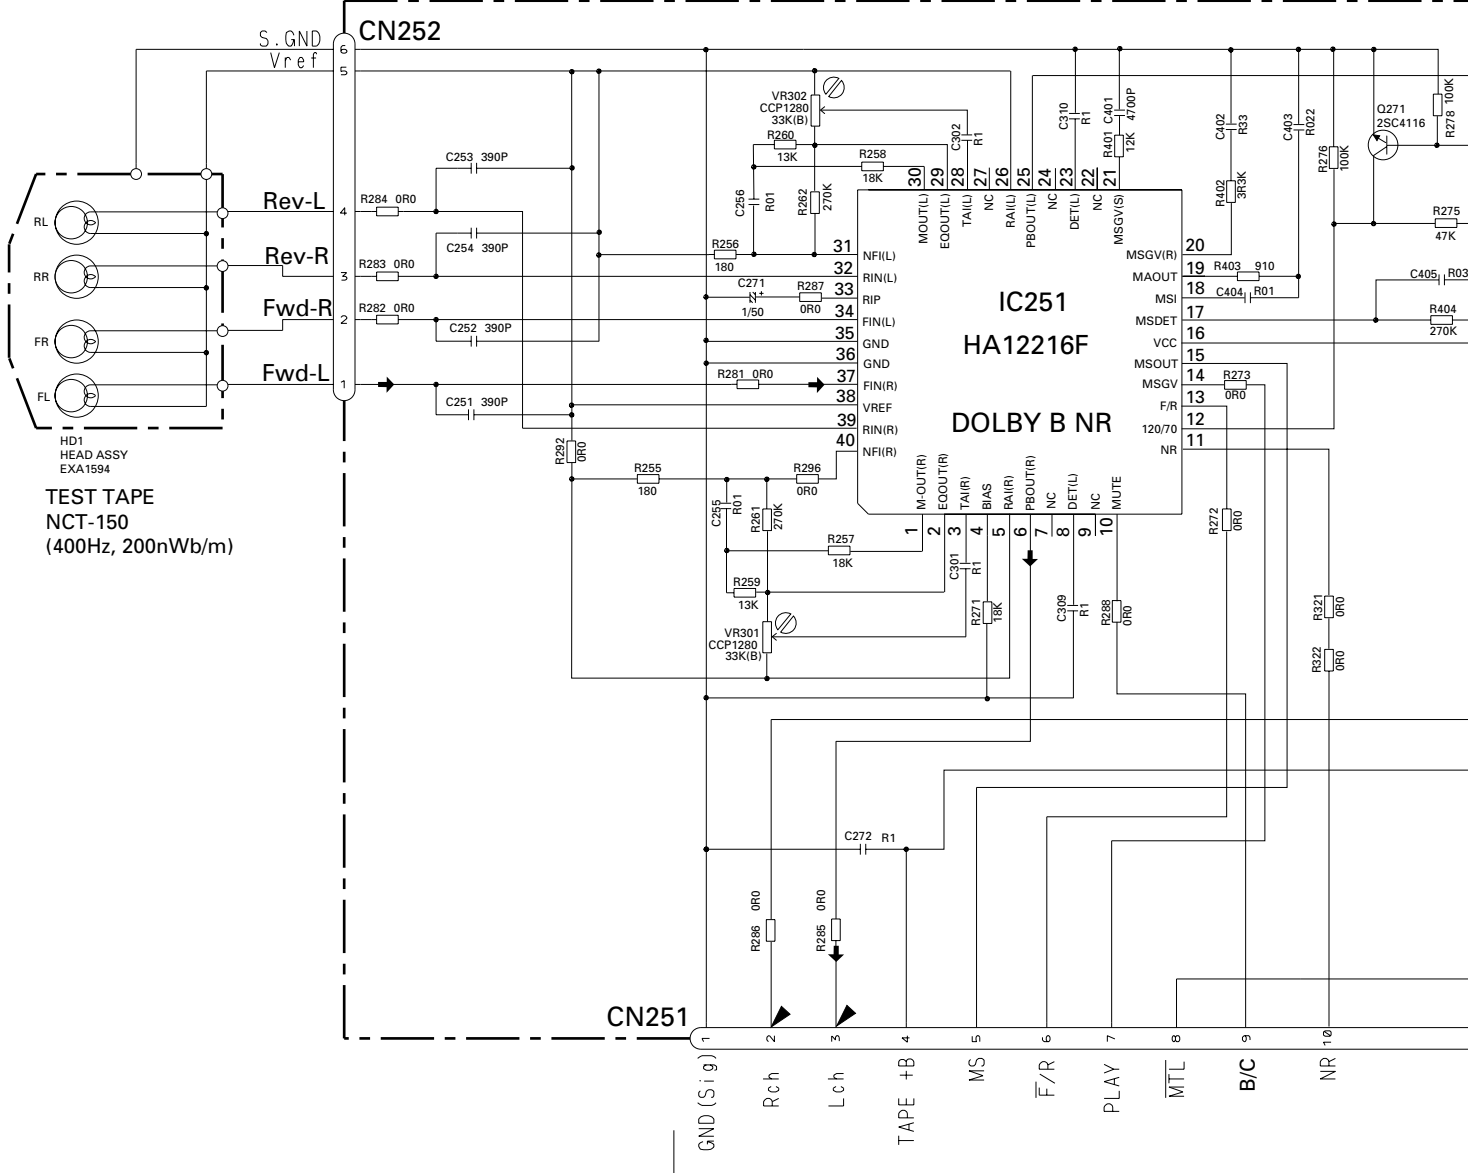 CN252
S.GND
6
Vref
5
VR302
CCP1280
33K(B)
R260
13K
C302
R1
C310
R1
C401
4700P
R401
12K
C402
R33
R402
3R3K
C403
R022
R276
100K
Q271
2SC4116
R278
100K
C253 390P
R258
18K
C256
R01
R262
270K
30
29
28
27
26
25
24
23
22
21
MOUT(L)
EQOUT(L)
TAI(L)
NC
RAI(L)
PBOUT(L)
NC
DET(L)
NC
MSGV(S)
RL
Rev-L
4
R284 0R0
R275
47K
C254 390P
R256
180
31
NFI(L)
MSGV(R)
20
RR
Rev-R
3
R283 0R0
32
RIN(L)
MAOUT
19
R403 910
C271
+
1/50
R287
0R0
33
RIP
IC251
MSI
18
C404
R01
C405
R03
Fwd-R
2
R282 0R0
34
FIN(L)
MSDET
17
R404
270K
FR
C252 390P
35
GND
HA12216F
VCC
16
36
GND
MSOUT
15
Fwd-L
1
R281 0R0
37
FIN(R)
MSGV
14
R273
0R0
FL
C251 390P
38
VREF
DOLBY B NR
F/R
13
39
RIN(R)
120/70
12
40
NFI(R)
NR
11
HD1
HEAD ASSY
EXA1594
R292
0R0
R255
180
R296
0R0
M-OUT(R)
EQOUT(R)
TAI(R)
BIAS
RAI(R)
PBOUT(R)
NC
DET(L)
NC
MUTE
1
2
3
4
5
6
7
8
9
10
TEST TAPE
NCT-150
(400Hz, 200nWb/m)
C255
R01
R261
270K
R257
18K
R272
0R0
C301
R1
R259
13K
R271
18K
C309
R1
R288
0R0
R321
0R0
VR301
CCP1280
33K(B)
R322
0R0
C272 R1
R286
0R0
R285
0R0
CN251
1
2
3
4
5
6
7
8
9
10
GND(Sig)
Rch
Lch
TAPE +B
MS
F̅/R
PLAY
M̅T̅L̅
B/C
NR